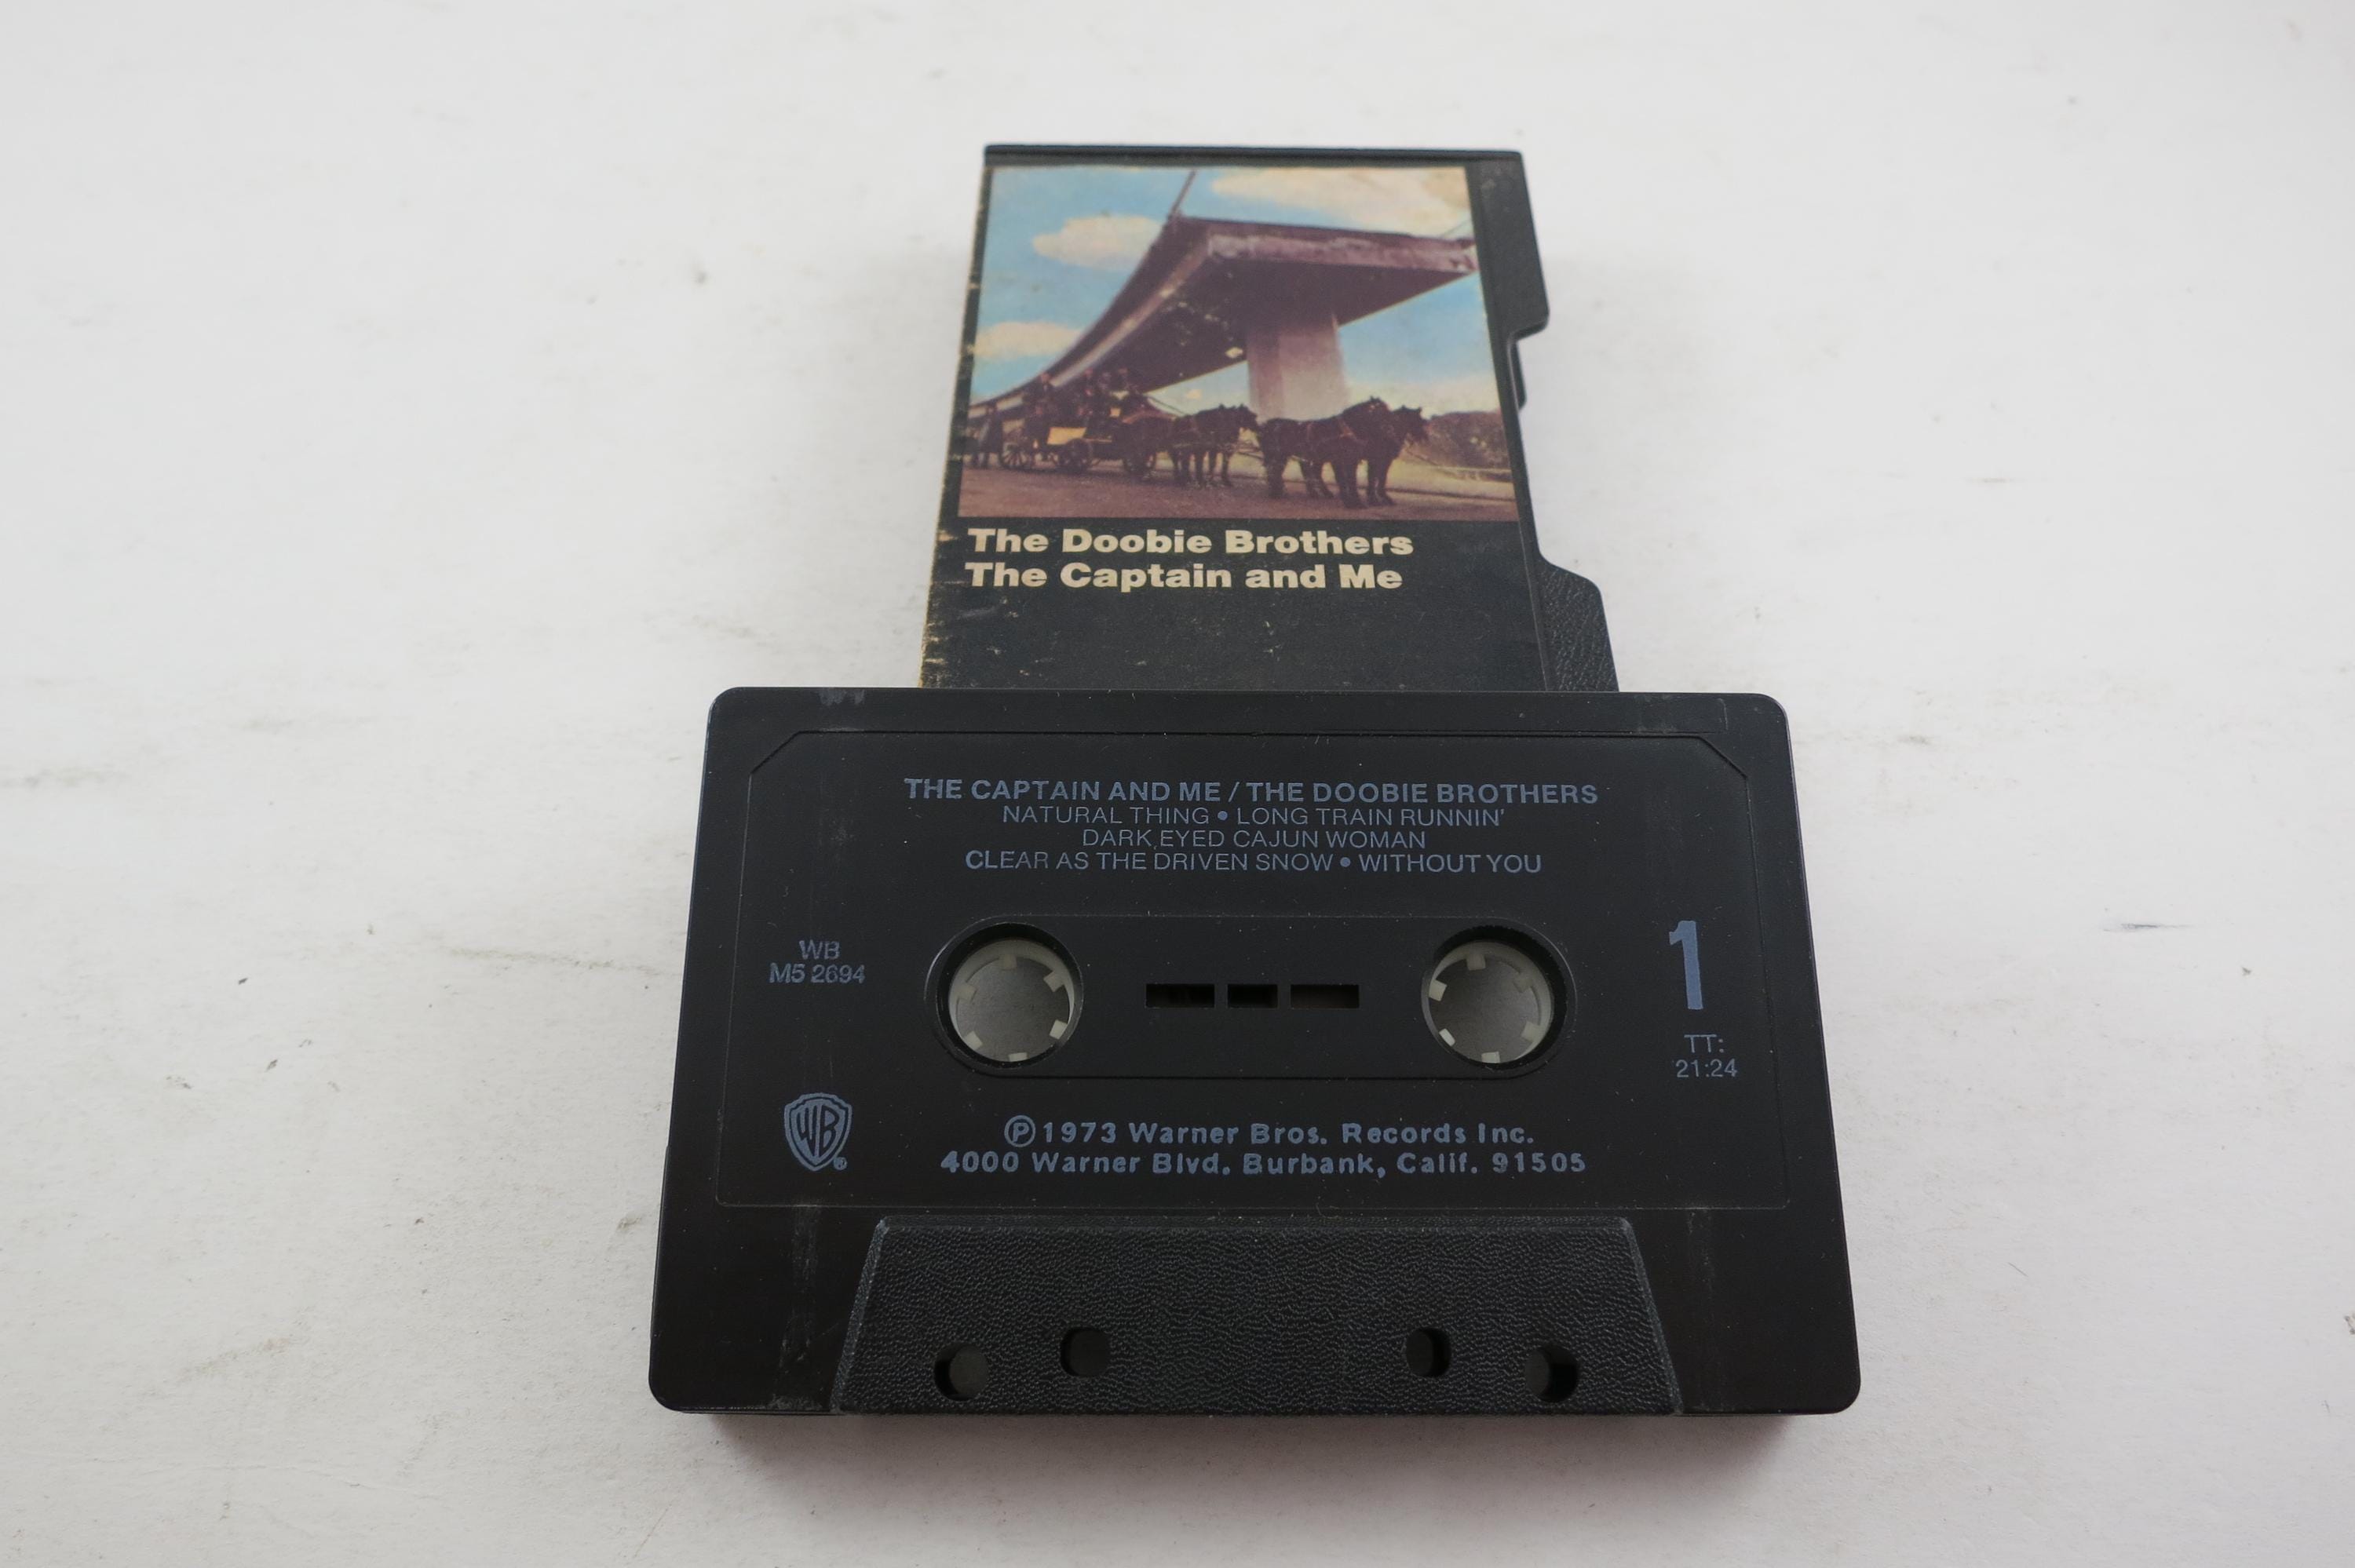 The Doobie Brothers
The Captain and Me
THE CAPTAIN AND ME / THE DOOBIE BROTHERS
NATURAL THING • LONG TRAIN RUNNIN'
DARK EYED CAJUN WOMAN
CLEAR AS THE DRIVEN SNOW • WITHOUT YOU
WB
M5 2694
1
TT:
21:24
WB®
℗1973 Warner Bros. Records Inc.
4000 Warner Blvd. Burbank, Calif. 91505